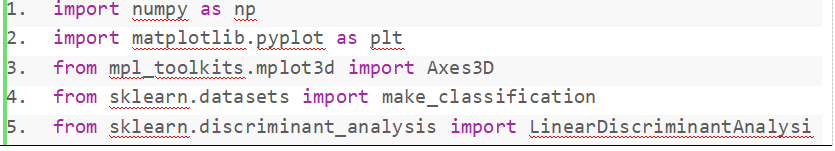 1. import numpy as np
2. import matplotlib.pyplot as plt
3. from mpl_toolkits.mplot3d import Axes3D
4. from sklearn.datasets import make_classification
5. from sklearn.discriminant_analysis import LinearDiscriminantAnalysi